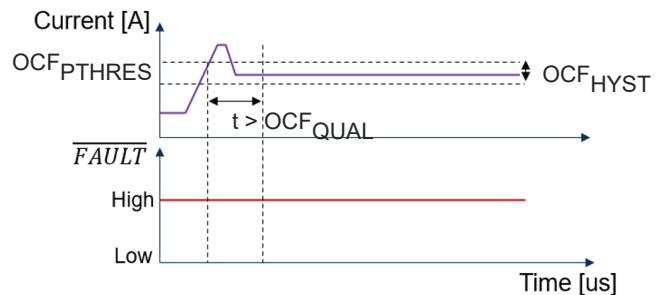 Current [A]
OCFPTHRES
OCFHYST
t > OCFQUAL
FAULT
High
Low
Time [us]